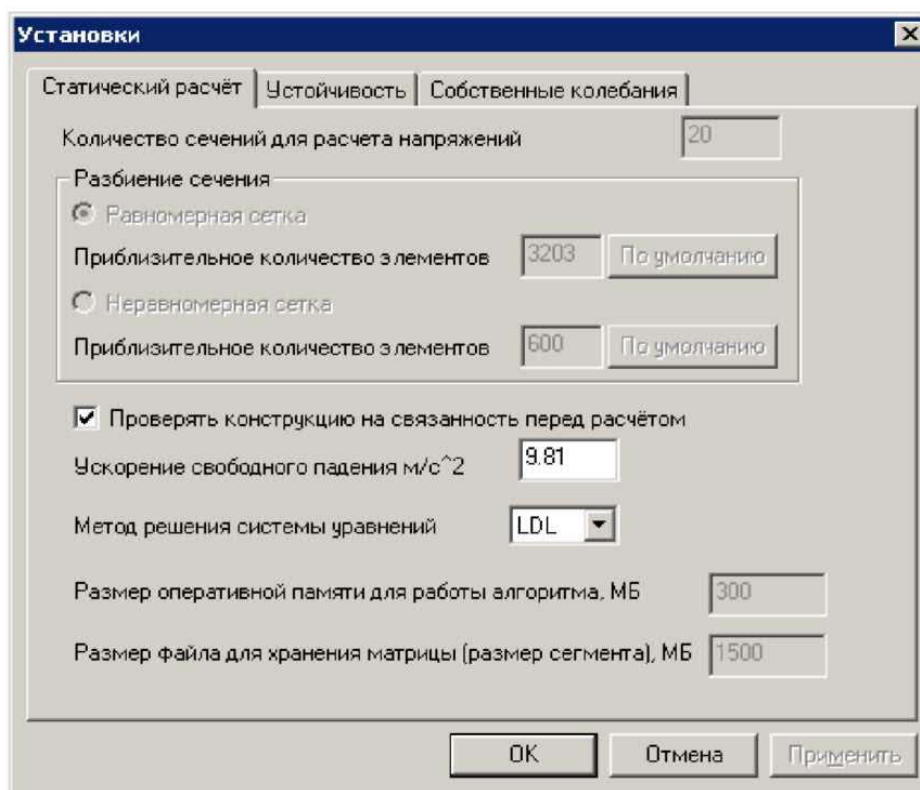 Установки
Статический расчёт Устойчивость Собственные колебания
Количество сечений для расчета напряжений 20
Разбиение сечения
Равномерная сетка
Приблизительное количество элементов 3203 По умолчанию
Неравномерная сетка
Приблизительное количество элементов 600 По умолчанию
Проверять конструкцию на связанность перед расчётом
Ускорение свободного падения м/с^2 9.81
Метод решения системы уравнений LDL
Размер оперативной памяти для работы алгоритма, МБ 300
Размер файла для хранения матрицы (размер сегмента), МБ 1500
OK Отмена Применить